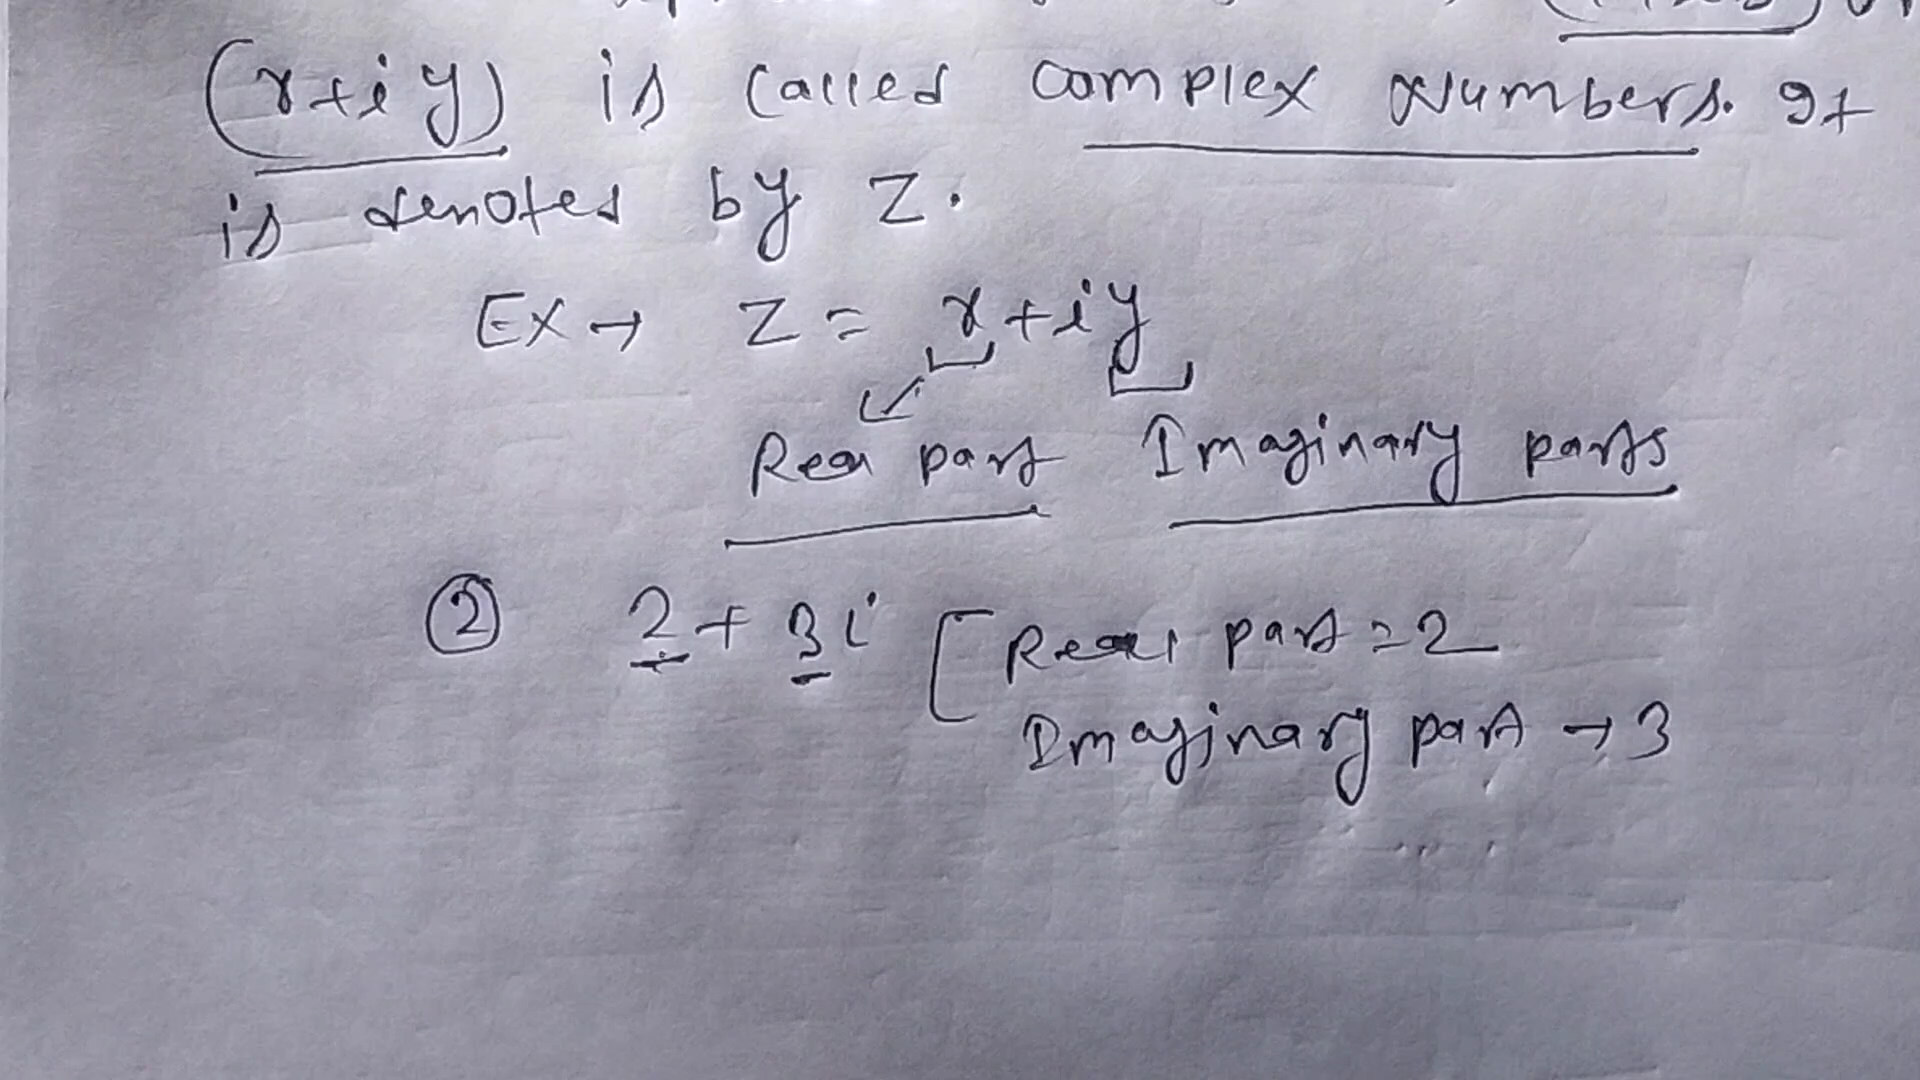 (x+iy) is called complex Numbers. It
is denoted by Z.
Ex → Z = x+iy
Real part Imaginary parts
② 2 + 3i [Real part = 2
Imaginary part → 3